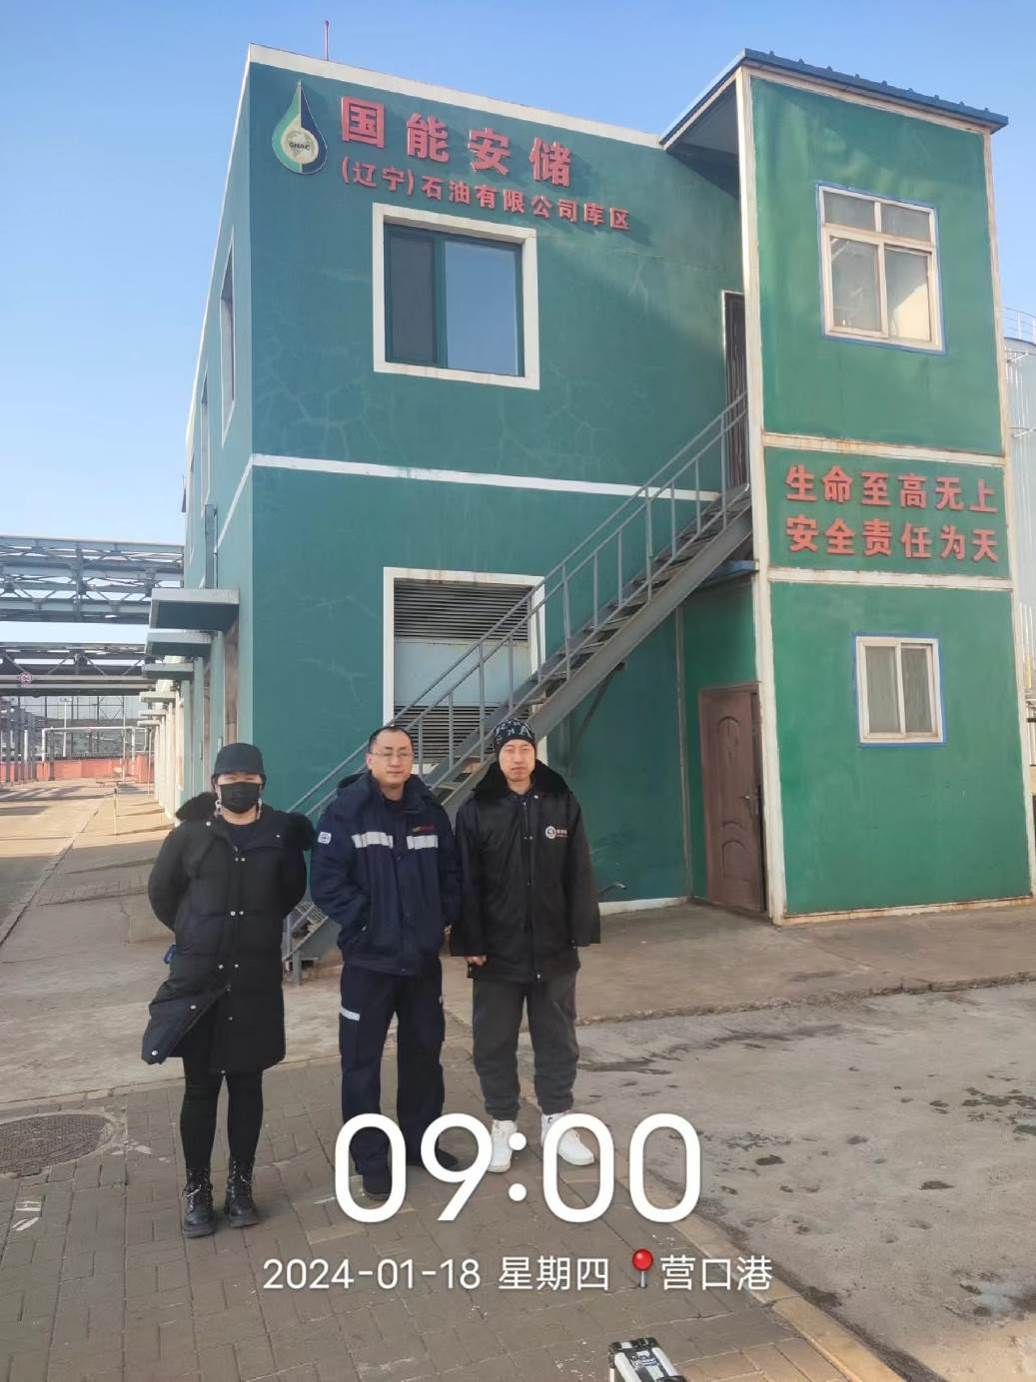 国能安储
(辽宁)石油有限公司库区
生命至高无上
安全责任为天
09:00
2024-01-18 星期四 📍营口港